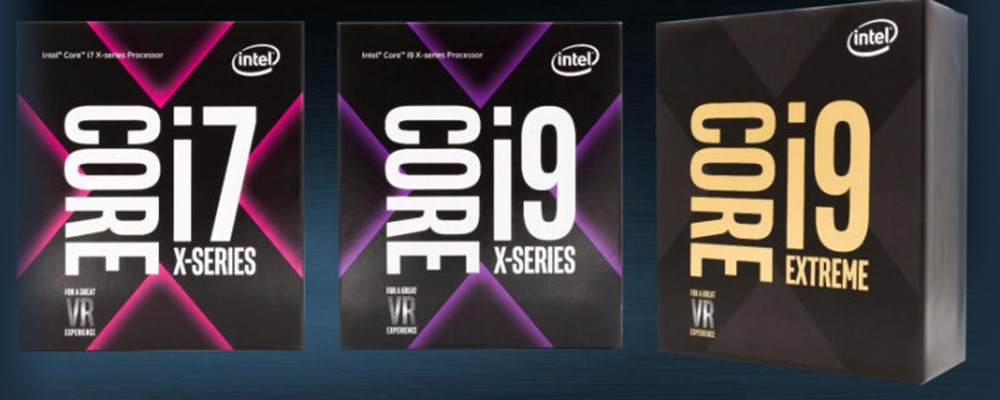 Intel® Core™ i7 X-series Processor
intel
CORE i7
X-SERIES
FOR A GREAT
VR
EXPERIENCE
Intel® Core™ i9 X-series Processor
intel
CORE i9
X-SERIES
FOR A GREAT
VR
EXPERIENCE
intel
CORE i9
EXTREME
FOR A GREAT
VR
EXPERIENCE